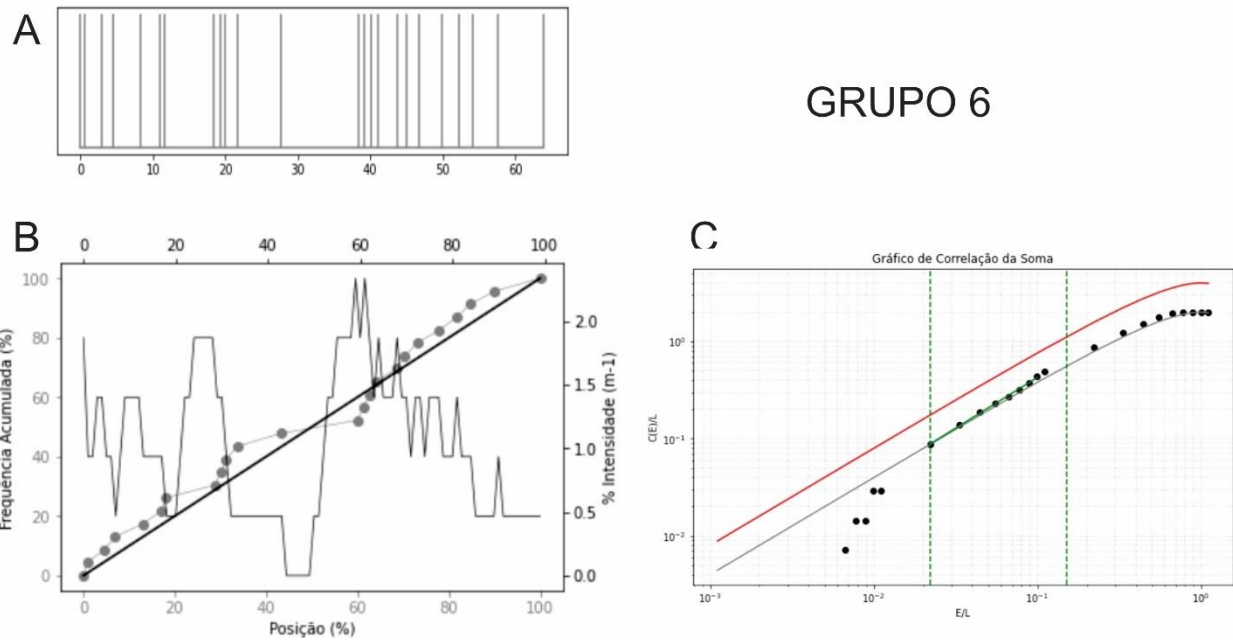 A
0 10 20 30 40 50 60
GRUPO 6
B
0 20 40 60 80 100
100
80
60
40
20
0
Frequência Acumulada (%)
2.0
1.5
1.0
0.5
0.0
% Intensidade (m-1)
0 20 40 60 80 100
Posição (%)
C
Gráfico de Correlação da Soma
10⁰
10⁻¹
10⁻²
C(E)/L
10⁻³ 10⁻² 10⁻¹ 10⁰
E/L